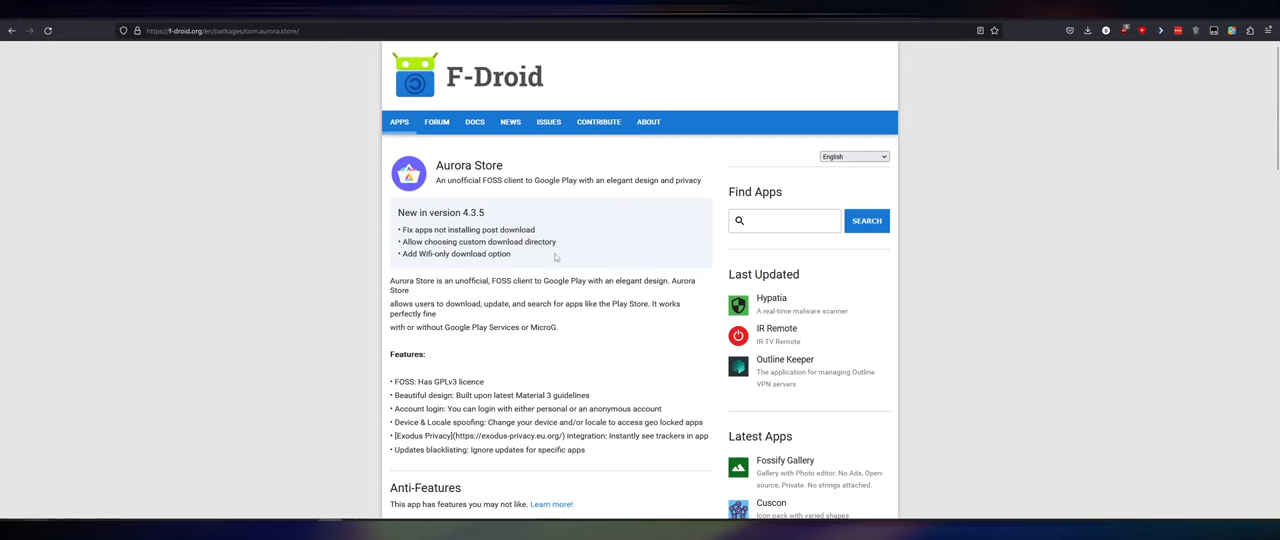 https://f-droid.org/en/packages/com.aurora.store/
F-Droid
APPS
FORUM
DOCS
NEWS
ISSUES
CONTRIBUTE
ABOUT
Aurora Store
An unofficial FOSS client to Google Play with an elegant design and privacy
New in version 4.3.5
• Fix apps not installing post download
• Allow choosing custom download directory
• Add Wifi-only download option
Aurora Store is an unofficial, FOSS client to Google Play with an elegant design. Aurora
Store
allows users to download, update, and search for apps like the Play Store. It works
perfectly fine
with or without Google Play Services or MicroG.
Features:
• FOSS: Has GPLv3 licence
• Beautiful design: Built upon latest Material 3 guidelines
• Account login: You can login with either personal or an anonymous account
• Device & Locale spoofing: Change your device and/or locale to access geo locked apps
• [Exodus Privacy](https://exodus-privacy.eu.org/) integration: Instantly see trackers in app
• Updates blacklisting: Ignore updates for specific apps
Anti-Features
This app has features you may not like. Learn more!
English
Find Apps
SEARCH
Last Updated
Hypatia
A real-time malware scanner
IR Remote
IR TV Remote
Outline Keeper
The application for managing Outline
VPN servers
Latest Apps
Fossify Gallery
Gallery with Photo editor. No Ads, Open-
source, Private. No strings attached.
Cuscon
Icon pack with varied shapes